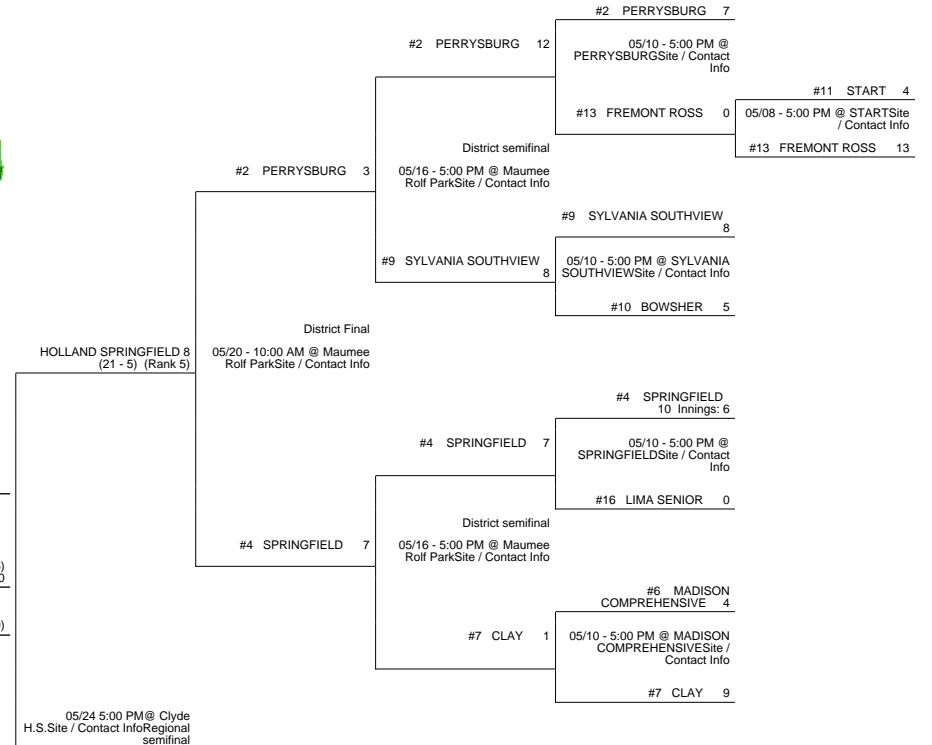 #2 PERRYSBURG 7
#2 PERRYSBURG 12
05/10 - 5:00 PM @
PERRYSBURGSite / Contact
Info
#11 START 4
#13 FREMONT ROSS 0
05/08 - 5:00 PM @ STARTSite
/ Contact Info
#13 FREMONT ROSS 13
District semifinal
#2 PERRYSBURG 3
05/16 - 5:00 PM @ Maumee
Rolf ParkSite / Contact Info
#9 SYLVANIA SOUTHVIEW
8
#9 SYLVANIA SOUTHVIEW
8
05/10 - 5:00 PM @ SYLVANIA
SOUTHVIEWSite / Contact Info
#10 BOWSHER 5
District Final
HOLLAND SPRINGFIELD 8
(21 - 5) (Rank 5)
05/20 - 10:00 AM @ Maumee
Rolf ParkSite / Contact Info
#4 SPRINGFIELD
10 Innings: 6
#4 SPRINGFIELD 7
05/10 - 5:00 PM @
SPRINGFIELDSite / Contact
Info
#16 LIMA SENIOR 0
District semifinal
#4 SPRINGFIELD 7
05/16 - 5:00 PM @ Maumee
Rolf ParkSite / Contact Info
)
0
#6 MADISON
COMPREHENSIVE 4
)
#7 CLAY 1
05/10 - 5:00 PM @ MADISON
COMPREHENSIVESite /
Contact Info
#7 CLAY 9
05/24 5:00 PM@ Clyde
H.S.Site / Contact InfoRegional
semifinal